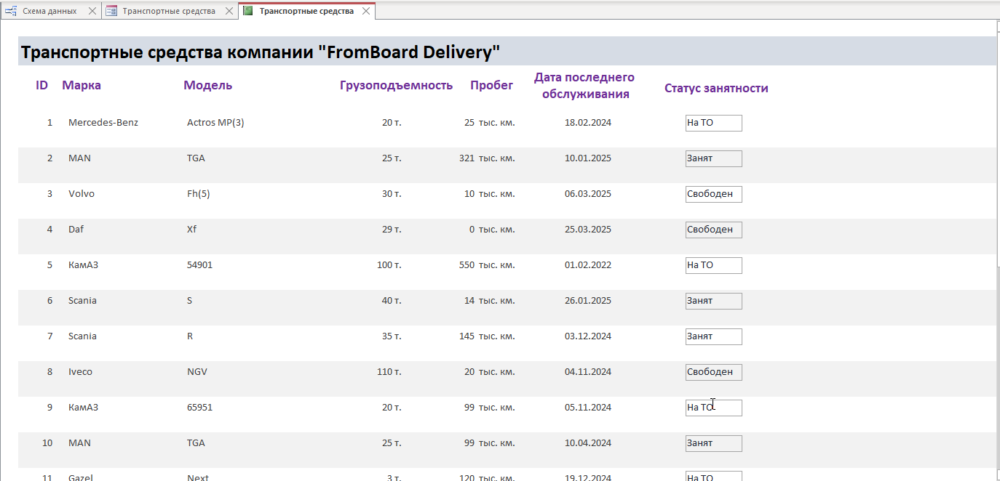 Схема данных Транспортные средства Транспортные средства
Транспортные средства компании "FromBoard Delivery"
ID Марка Модель Грузоподъемность Пробег Дата последнего обслуживания Статус занятности
1 Mercedes-Benz Actros MP(3) 20 т. 25 тыс. км. 18.02.2024 На ТО
2 MAN TGA 25 т. 321 тыс. км. 10.01.2025 Занят
3 Volvo Fh(5) 30 т. 10 тыс. км. 06.03.2025 Свободен
4 Daf Xf 29 т. 0 тыс. км. 25.03.2025 Свободен
5 КамАЗ 54901 100 т. 550 тыс. км. 01.02.2022 На ТО
6 Scania S 40 т. 14 тыс. км. 26.01.2025 Занят
7 Scania R 35 т. 145 тыс. км. 03.12.2024 Занят
8 Iveco NGV 110 т. 20 тыс. км. 04.11.2024 Свободен
9 КамАЗ 65951 20 т. 99 тыс. км. 05.11.2024 На ТО
10 MAN TGA 25 т. 99 тыс. км. 10.04.2024 Занят
11 Gazel Next 3 т. 120 тыс. км. 19.12.2024 На ТО